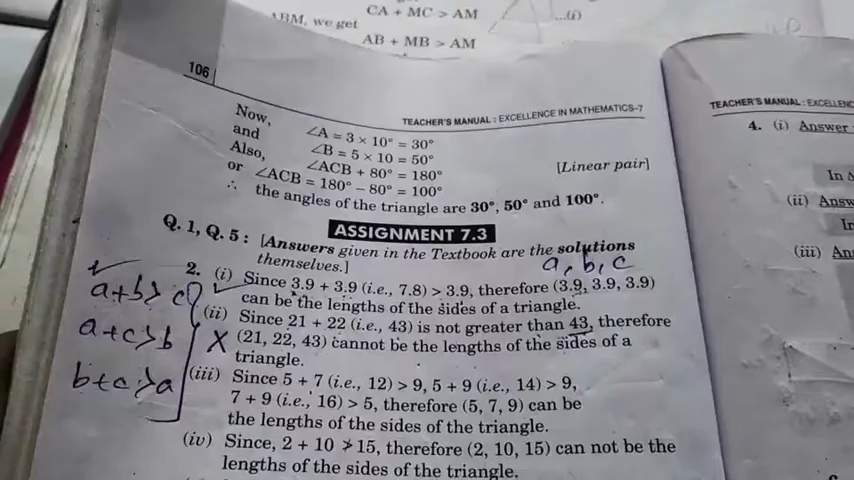 ABM, we get
CA + MC > AM
...(i)
AB + MB > AM
106
TEACHER'S MANUAL : EXCELLENCE IN MATHEMATICS-7
Now, ∠A = 3 × 10° = 30°
and ∠B = 5 × 10 = 50°
Also, ∠ACB + 80° = 180° [Linear pair]
or ∠ACB = 180° – 80° = 100°
∴ the angles of the triangle are 30°, 50° and 100°.
ASSIGNMENT 7.3
Q. 1, Q. 5 : [Answers given in the Textbook are the solutions
themselves.]
a, b, c
2. (i) Since 3.9 + 3.9 (i.e., 7.8) > 3.9, therefore (3.9, 3.9, 3.9)
can be the lengths of the sides of a triangle.
(ii) Since 21 + 22 (i.e., 43) is not greater than 43, therefore
(21, 22, 43) cannot be the lengths of the sides of a
triangle.
(iii) Since 5 + 7 (i.e., 12) > 9, 5 + 9 (i.e., 14) > 9,
7 + 9 (i.e., 16) > 5, therefore (5, 7, 9) can be
the lengths of the sides of the triangle.
(iv) Since, 2 + 10 ≯ 15, therefore (2, 10, 15) can not be the
lengths of the sides of the triangle.
a+b>c
a+c>b
b+c>a
TEACHER'S MANUAL : EXCELLENC
4. (i) Answer
In
(ii) Answ
In
(iii) An